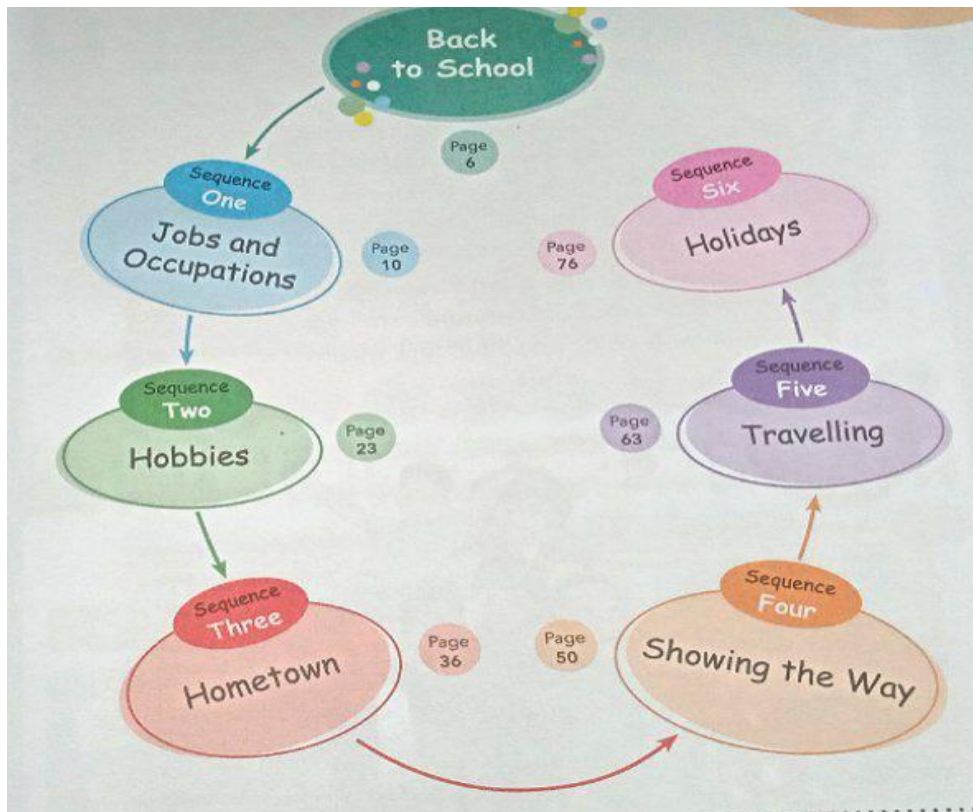 Back
to School
Page
6
Sequence
One
Jobs and
Occupations
Page
10
Sequence
Two
Hobbies
Page
23
Sequence
Three
Hometown
Page
36
Sequence
Four
Showing the Way
Page
50
Sequence
Five
Travelling
Page
63
Sequence
Six
Holidays
Page
76